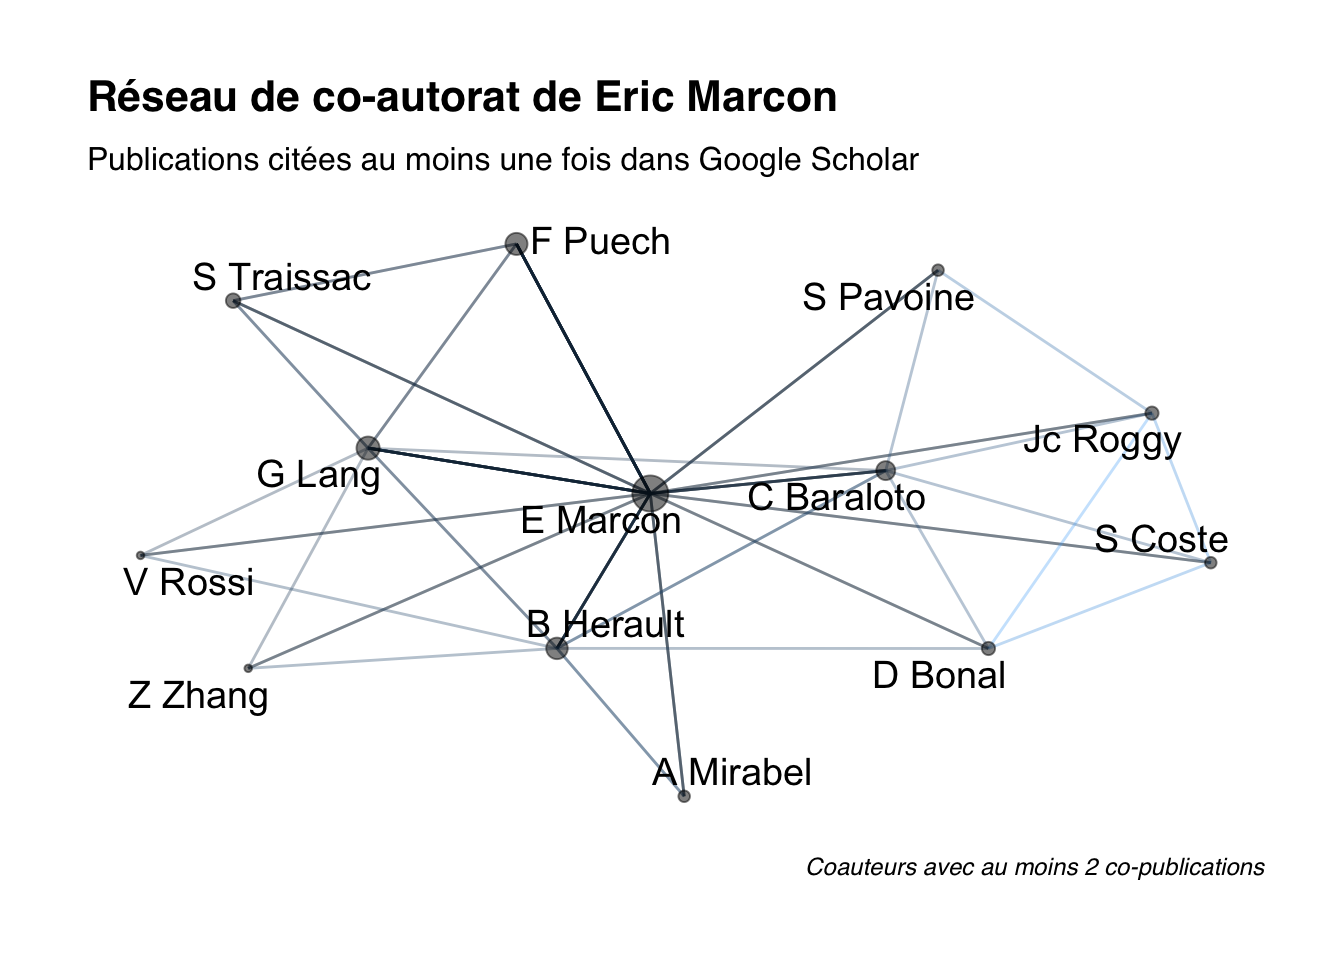 Réseau de co-autorat de Eric Marcon
Publications citées au moins une fois dans Google Scholar
F Puech
S Traissac
S Pavoine
Jc Roggy
G Lang
C Baraloto
E Marcon
S Coste
V Rossi
B Herault
D Bonal
Z Zhang
A Mirabel
Coauteurs avec au moins 2 co-publications